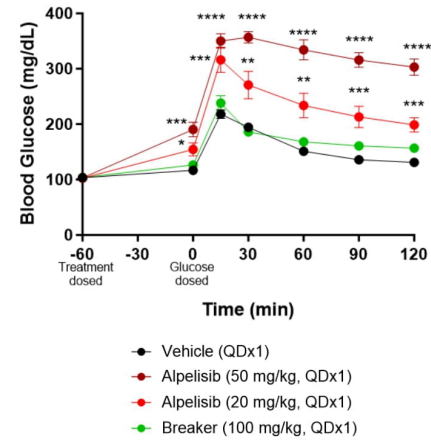 Blood Glucose (mg/dL)
400
300
200
100
0
****
****
****
****
****
***
**
**
***
***
***
*
-60
-30
0
30
60
90
120
Treatment
dosed
Glucose
dosed
Time (min)
Vehicle (QDx1)
Alpelisib (50 mg/kg, QDx1)
Alpelisib (20 mg/kg, QDx1)
Breaker (100 mg/kg, QDx1)